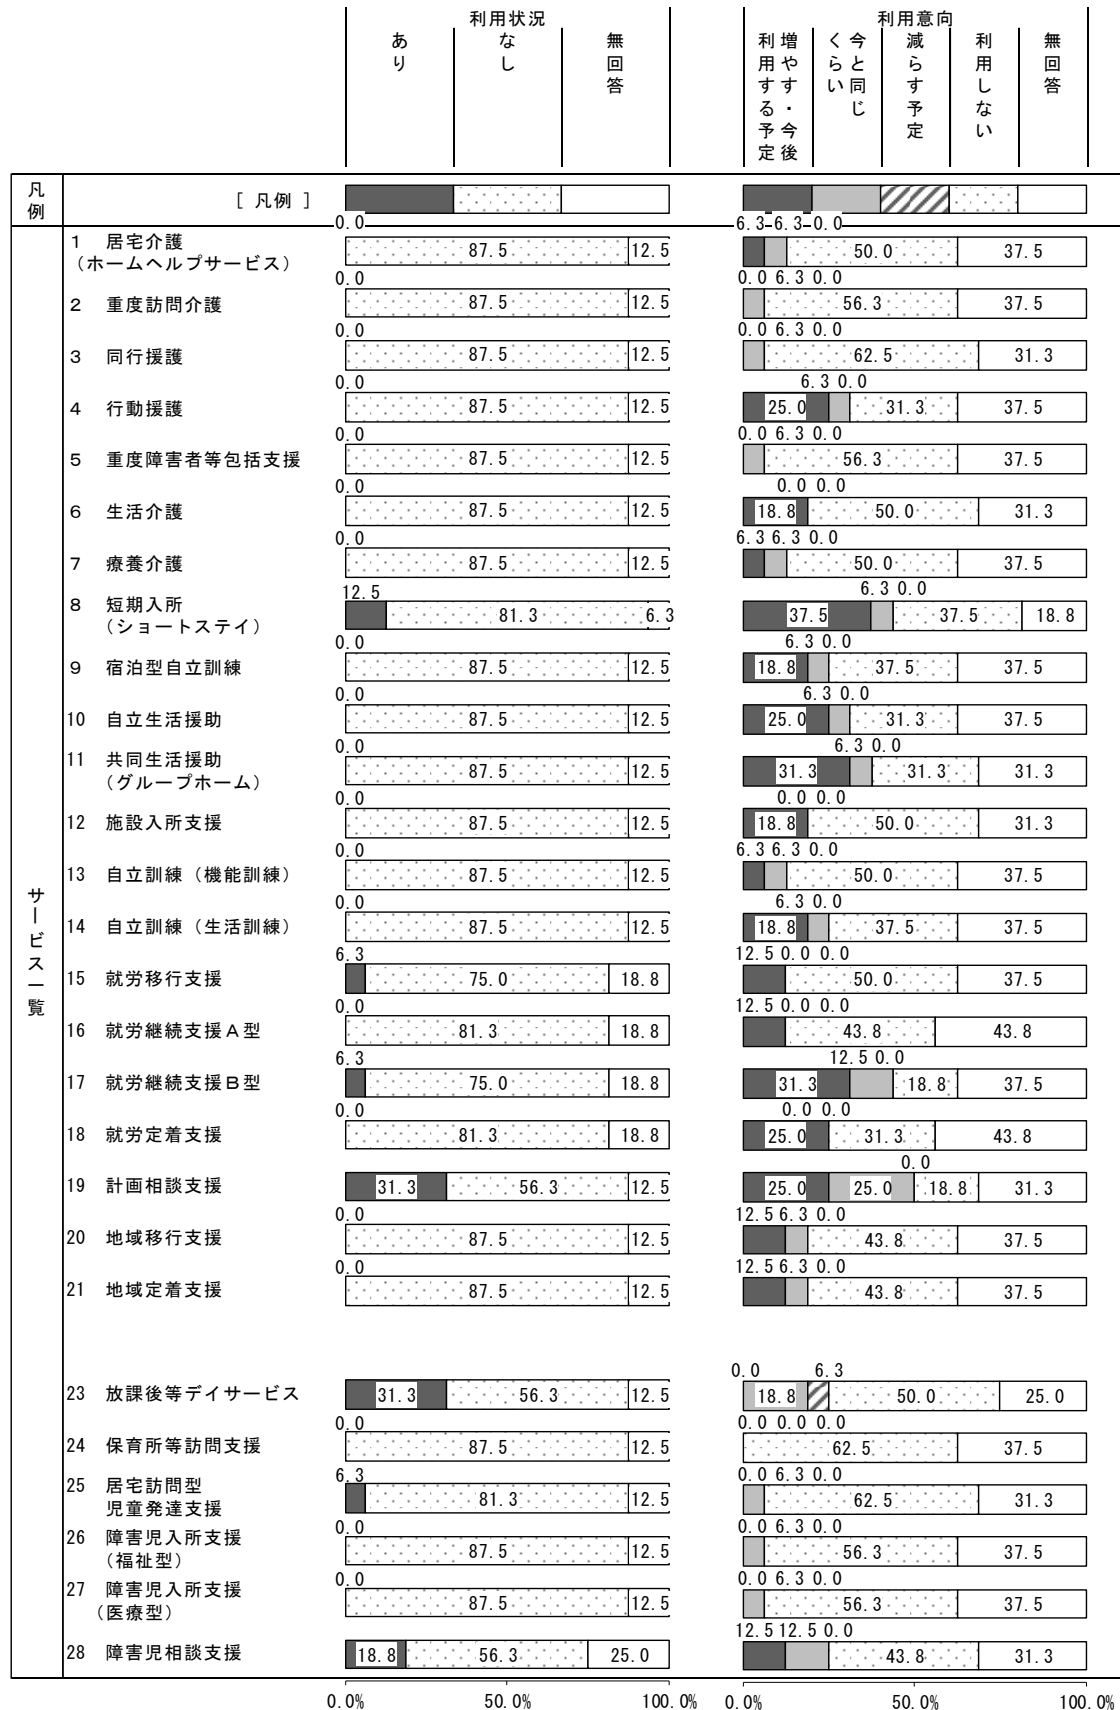 利用状況
利用意向
あり
なし
無回答
増やす・今後利用する予定
今と同じくらい
減らす予定
利用しない
無回答
凡例
[ 凡例 ]
サービス一覧
0.0 6.3 6.3 0.0
1 居宅介護
（ホームヘルプサービス）
87.5 12.5 50.0 37.5
0.0 0.0 6.3 0.0
2 重度訪問介護 87.5 12.5 56.3 37.5
0.0 0.0 6.3 0.0
3 同行援護 87.5 12.5 62.5 31.3
0.0 6.3 0.0
4 行動援護 87.5 12.5 25.0 31.3 37.5
0.0 0.0 6.3 0.0
5 重度障害者等包括支援 87.5 12.5 56.3 37.5
0.0 0.0 0.0
6 生活介護 87.5 12.5 18.8 50.0 31.3
0.0 6.3 6.3 0.0
7 療養介護 87.5 12.5 50.0 37.5
12.5 6.3 0.0
8 短期入所
（ショートステイ）
81.3 6.3 37.5 37.5 18.8
0.0 6.3 0.0
9 宿泊型自立訓練 87.5 12.5 18.8 37.5 37.5
0.0 6.3 0.0
10 自立生活援助 87.5 12.5 25.0 31.3 37.5
0.0 6.3 0.0
11 共同生活援助
（グループホーム）
87.5 12.5 31.3 31.3 31.3
0.0 0.0 0.0
12 施設入所支援 87.5 12.5 18.8 50.0 31.3
0.0 6.3 6.3 0.0
13 自立訓練（機能訓練） 87.5 12.5 50.0 37.5
0.0 6.3 0.0
14 自立訓練（生活訓練） 87.5 12.5 18.8 37.5 37.5
6.3 12.5 0.0 0.0
15 就労移行支援 75.0 18.8 50.0 37.5
0.0 12.5 0.0 0.0
16 就労継続支援Ａ型 81.3 18.8 43.8 43.8
6.3 12.5 0.0
17 就労継続支援Ｂ型 75.0 18.8 31.3 18.8 37.5
0.0 0.0 0.0
18 就労定着支援 81.3 18.8 25.0 31.3 43.8
0.0
19 計画相談支援 31.3 56.3 12.5 25.0 25.0 18.8 31.3
0.0 12.5 6.3 0.0
20 地域移行支援 87.5 12.5 43.8 37.5
0.0 12.5 6.3 0.0
21 地域定着支援 87.5 12.5 43.8 37.5
0.0 6.3
23 放課後等デイサービス 31.3 56.3 12.5 18.8 50.0 25.0
0.0 0.0 0.0 0.0
24 保育所等訪問支援 87.5 12.5 62.5 37.5
6.3 0.0 6.3 0.0
25 居宅訪問型
児童発達支援
81.3 12.5 62.5 31.3
0.0 0.0 6.3 0.0
26 障害児入所支援
（福祉型）
87.5 12.5 56.3 37.5
0.0 0.0 6.3 0.0
27 障害児入所支援
（医療型）
87.5 12.5 56.3 37.5
12.5 12.5 0.0
28 障害児相談支援 18.8 56.3 25.0 43.8 31.3
0.0% 50.0% 100.0% 0.0% 50.0% 100.0%